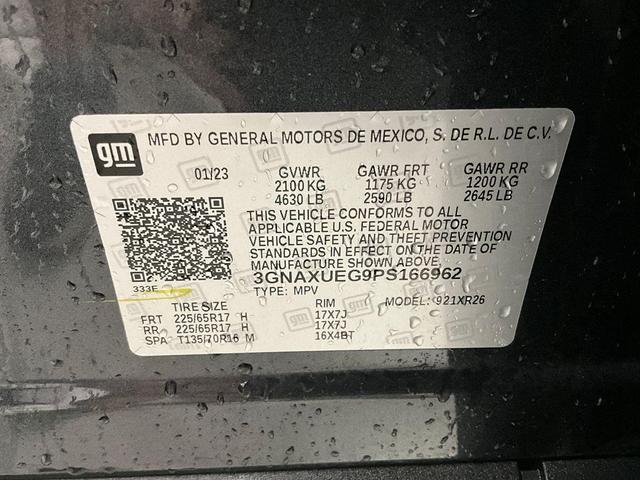 gm MFD BY GENERAL MOTORS DE MEXICO, S. DE R.L. DE C.V.
01/23 GVWR GAWR FRT GAWR RR
2100 KG 1175 KG 1200 KG
4630 LB 2590 LB 2645 LB
THIS VEHICLE CONFORMS TO ALL
APPLICABLE U.S. FEDERAL MOTOR
VEHICLE SAFETY AND THEFT PREVENTION
STANDARDS IN EFFECT ON THE DATE OF
MANUFACTURE SHOWN ABOVE.
3GNAXUEG9PS166962
333E TYPE: MPV MODEL: 921XR26
TIRE SIZE RIM
FRT 225/65R17 H 17X7J
RR 225/65R17 H 17X7J
SPA T135/70R16 M 16X4BT